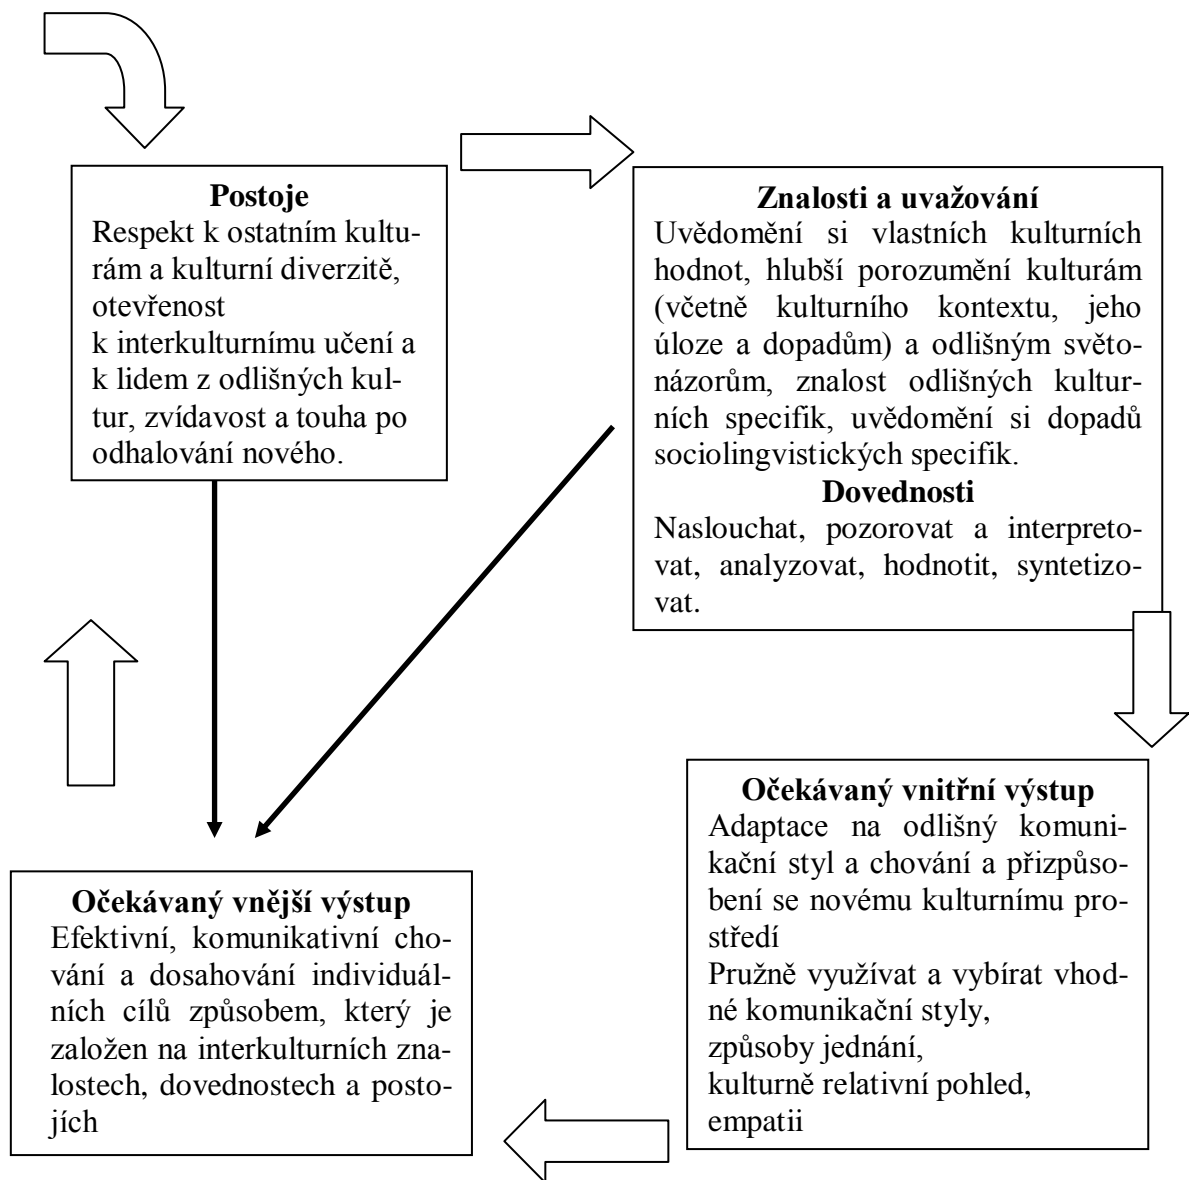 Postoje
Respekt k ostatním kultu-
rám a kulturní diverzitě,
otevřenost
k interkulturnímu učení a
k lidem z odlišných kul-
tur, zvídavost a touha po
odhalování nového.
Znalosti a uvažování
Uvědomění si vlastních kulturních
hodnot, hlubší porozumění kulturám
(včetně kulturního kontextu, jeho
úloze a dopadům) a odlišným světo-
názorům, znalost odlišných kultur-
ních specifik, uvědomění si dopadů
sociolingvistických specifik.
Dovednosti
Naslouchat, pozorovat a interpreto-
vat, analyzovat, hodnotit, syntetizo-
vat.
Očekávaný vnitřní výstup
Adaptace na odlišný komuni-
kační styl a chování a přizpůso-
bení se novému kulturnímu pro-
středí
Pružně využívat a vybírat vhod-
né komunikační styly,
způsoby jednání,
kulturně relativní pohled,
empatii
Očekávaný vnější výstup
Efektivní, komunikativní cho-
vání a dosahování individuál-
ních cílů způsobem, který je
založen na interkulturních zna-
lostech, dovednostech a posto-
jích